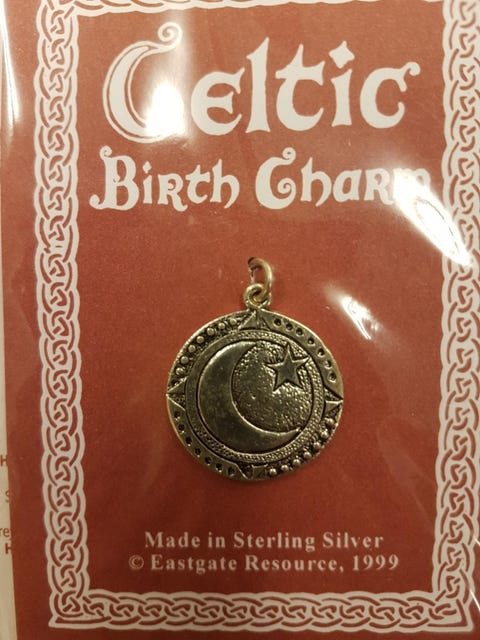 Celtic
Birth Charm
Made in Sterling Silver
© Eastgate Resource, 1999